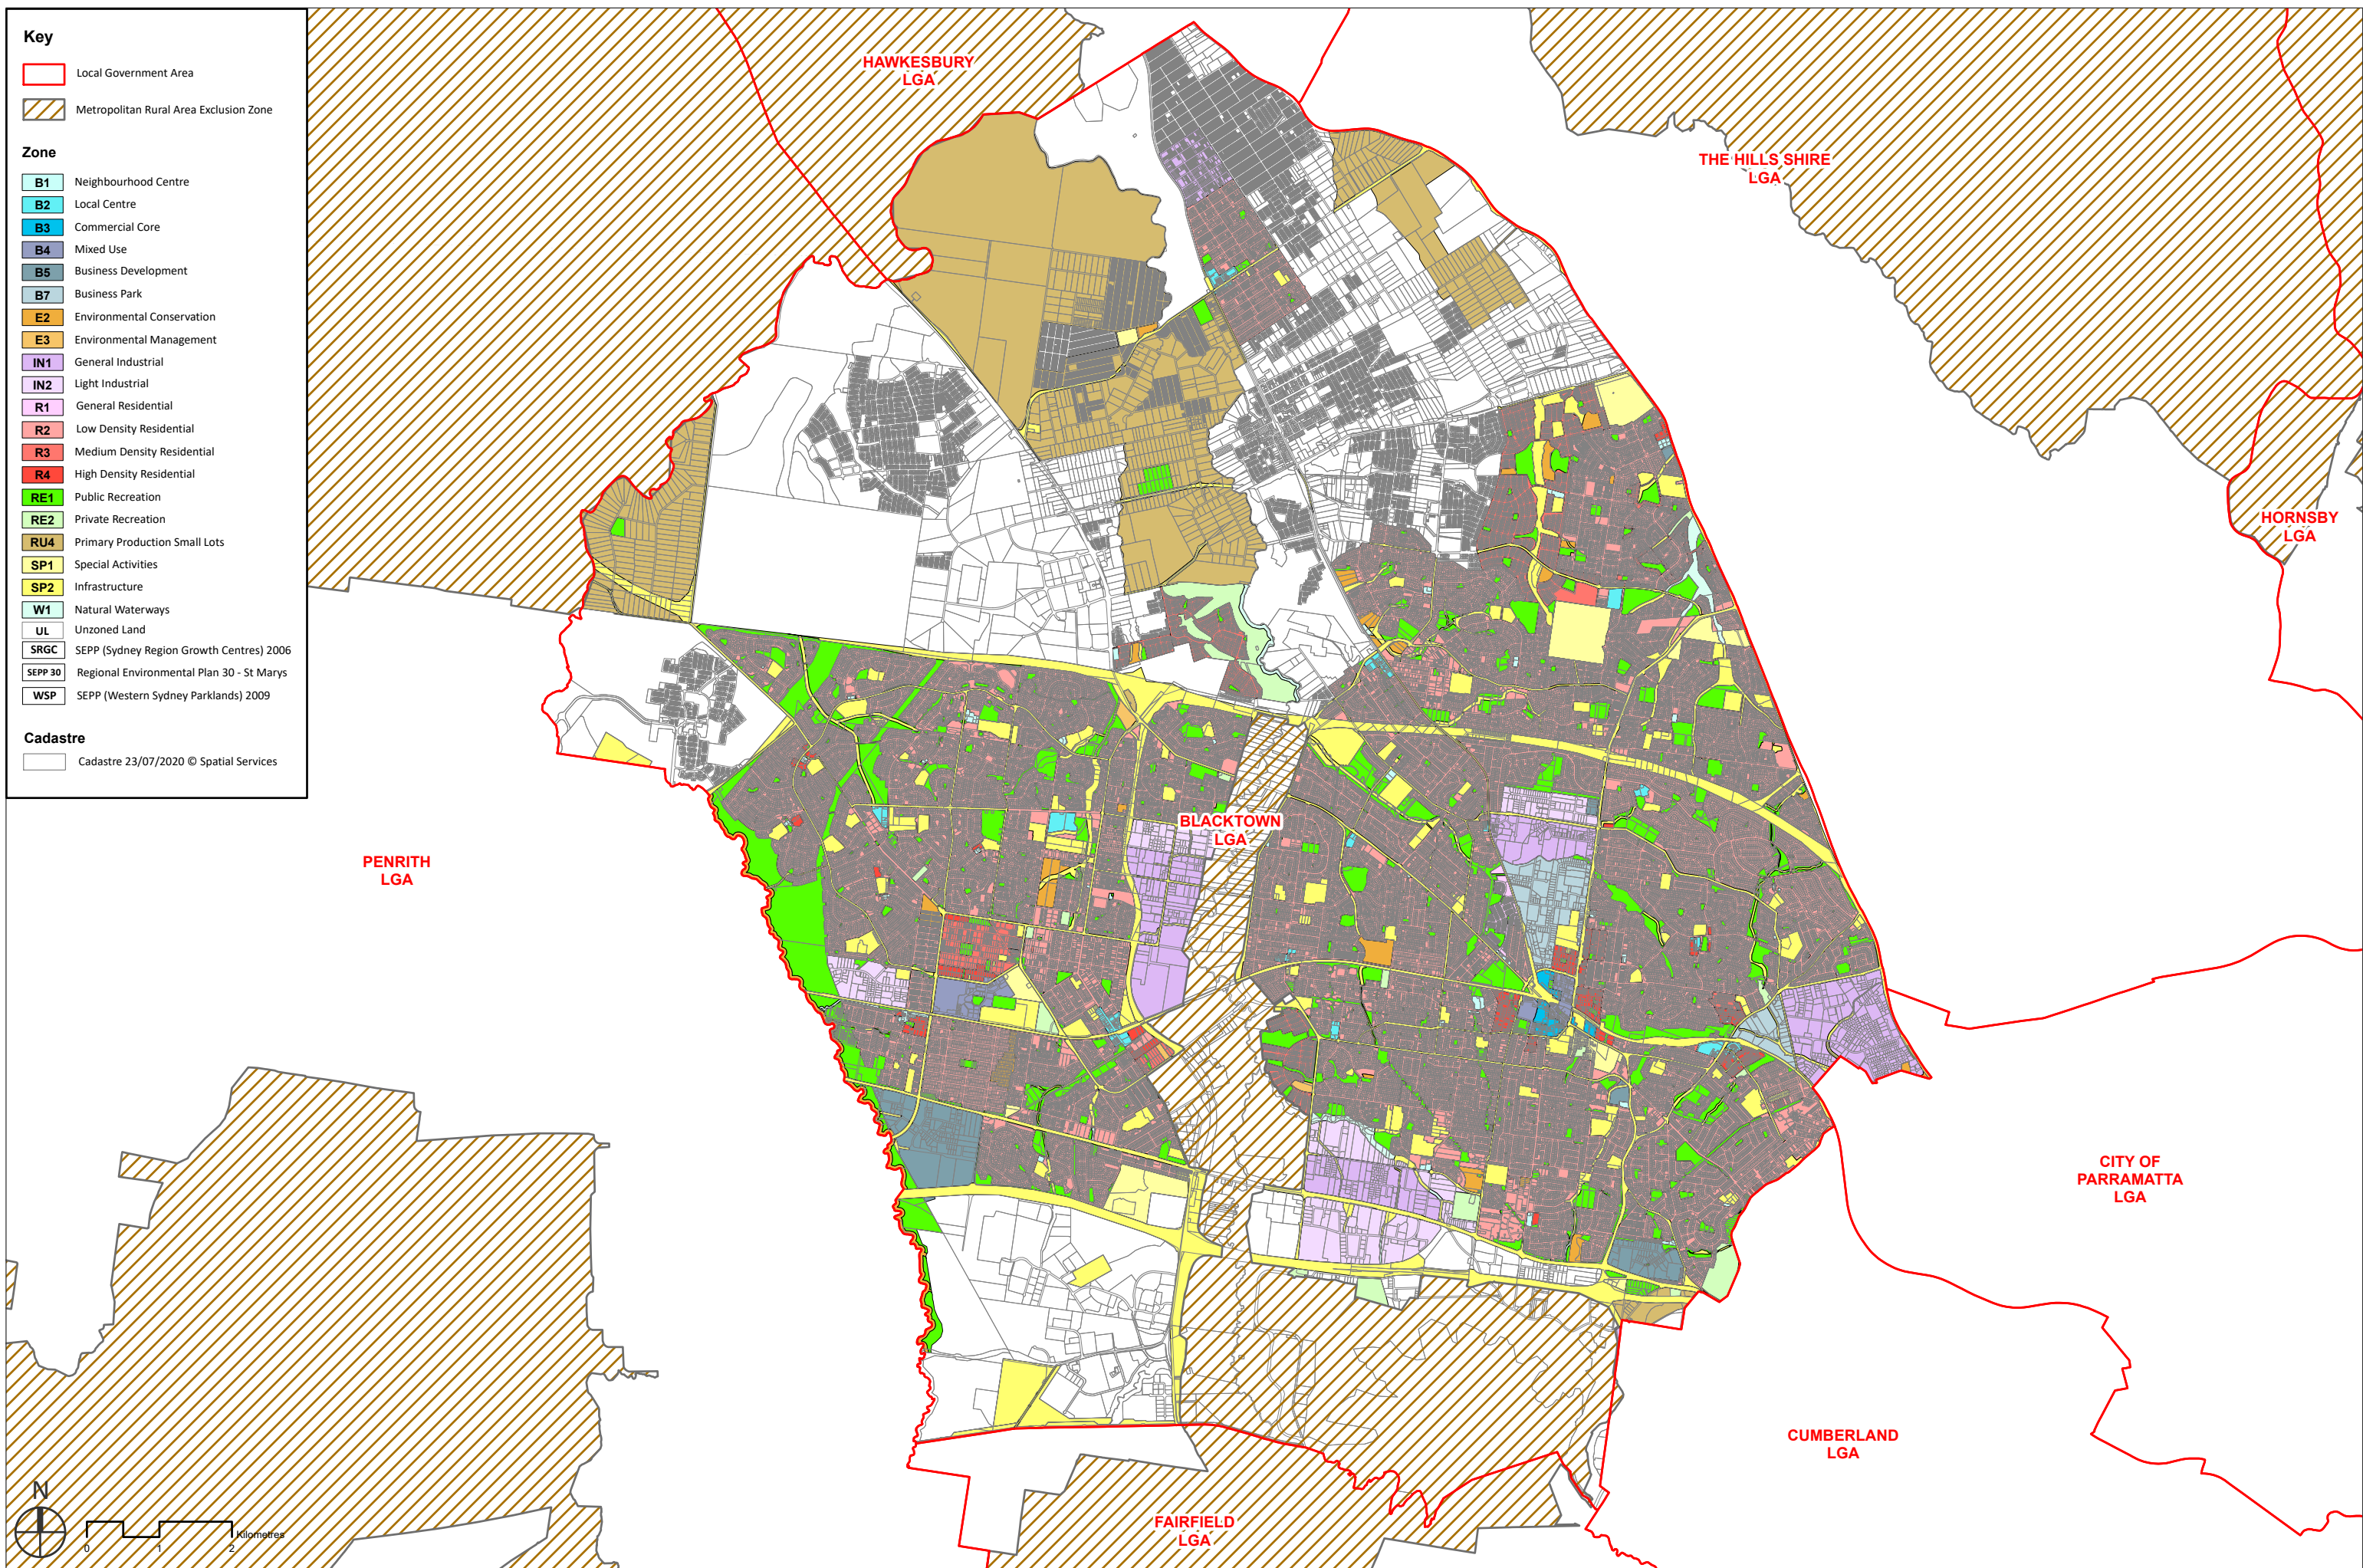 Key
Local Government Area
Metropolitan Rural Area Exclusion Zone
Zone
B1 Neighbourhood Centre
B2 Local Centre
B3 Commercial Core
B4 Mixed Use
B5 Business Development
B7 Business Park
E2 Environmental Conservation
E3 Environmental Management
IN1 General Industrial
IN2 Light Industrial
R1 General Residential
R2 Low Density Residential
R3 Medium Density Residential
R4 High Density Residential
RE1 Public Recreation
RE2 Private Recreation
RU4 Primary Production Small Lots
SP1 Special Activities
SP2 Infrastructure
W1 Natural Waterways
UL Unzoned Land
SRGC SEPP (Sydney Region Growth Centres) 2006
SEPP 30 Regional Environmental Plan 30 - St Marys
WSP SEPP (Western Sydney Parklands) 2009
Cadastre
Cadastre 23/07/2020 © Spatial Services
HAWKESBURY
LGA
THE HILLS SHIRE
LGA
HORNSBY
LGA
BLACKTOWN
LGA
PENRITH
LGA
CITY OF
PARRAMATTA
LGA
CUMBERLAND
LGA
FAIRFIELD
LGA
N
Kilometres
0 1 2